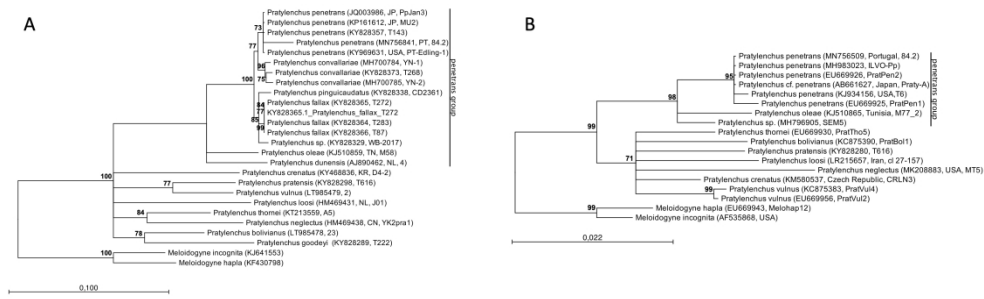 A
Pratylenchus penetrans (JQ003986, JP, PpJan3)
Pratylenchus penetrans (KP161612, JP, MU2)
73
Pratylenchus penetrans (KY828357, T143)
Pratylenchus penetrans (MN756841, PT, 84.2)
77
Pratylenchus penetrans (KY969631, USA, PT-Edling-1)
Pratylenchus convallariae (MH700784, YN-1)
96
Pratylenchus convallariae (KY828373, T268)
100
75
Pratylenchus convallariae (MH700785, YN-2)
Pratylenchus pinguicaudatus (KY828338, CD2361)
84
Pratylenchus fallax (KY828365, T272)
77
KY828365.1_Pratylenchus_fallax_T272
85
Pratylenchus fallax (KY828364, T283)
99
Pratylenchus fallax (KY828366, T87)
Pratylenchus sp. (KY828329, WB-2017)
Pratylenchus oleae (KJ510859, TN, M58)
Pratylenchus dunensis (AJ890462, NL, 4)
penetrans group
100
Pratylenchus crenatus (KY468836, KR, D4-2)
77
Pratylenchus pratensis (KY828298, T616)
Pratylenchus vulnus (LT985479, 2)
Pratylenchus loosi (HM469431, NL, J01)
84
Pratylenchus thornei (KT213559, A5)
Pratylenchus neglectus (HM469438, CN, YK2pra1)
78
Pratylenchus bolivianus (LT985478, 23)
Pratylenchus goodeyi (KY828289, T222)
100
Meloidogyne incognita (KJ641553)
Meloidogyne hapla (KF430798)
0,100
B
Pratylenchus penetrans (MN756509, Portugal, 84.2)
Pratylenchus penetrans (MH983023, ILVO-Pp)
95
Pratylenchus penetrans (EU669926, PratPen2)
Pratylenchus cf. penetrans (AB661627, Japan, Praty-A)
98
Pratylenchus penetrans (KJ934156, USA,T6)
Pratylenchus penetrans (EU669925, PratPen1)
Pratylenchus oleae (KJ510865, Tunisia, M77_2)
Pratylenchus sp. (MH796905, SEM5)
penetrans group
99
Pratylenchus thornei (EU669930, PratTho5)
Pratylenchus bolivianus (KC875390, PratBol1)
Pratylenchus pratensis (KY828280, T616)
71
Pratylenchus loosi (LR215657, Iran, cl 27-157)
Pratylenchus neglectus (MK208883, USA, MT5)
Pratylenchus crenatus (KM580537, Czech Republic, CRLN3)
99
Pratylenchus vulnus (KC875383, PratVul4)
Pratylenchus vulnus (EU669956, PratVul2)
99
Meloidogyne hapla (EU669943, Melohap12)
Meloidogyne incognita (AF535868, USA)
0,022